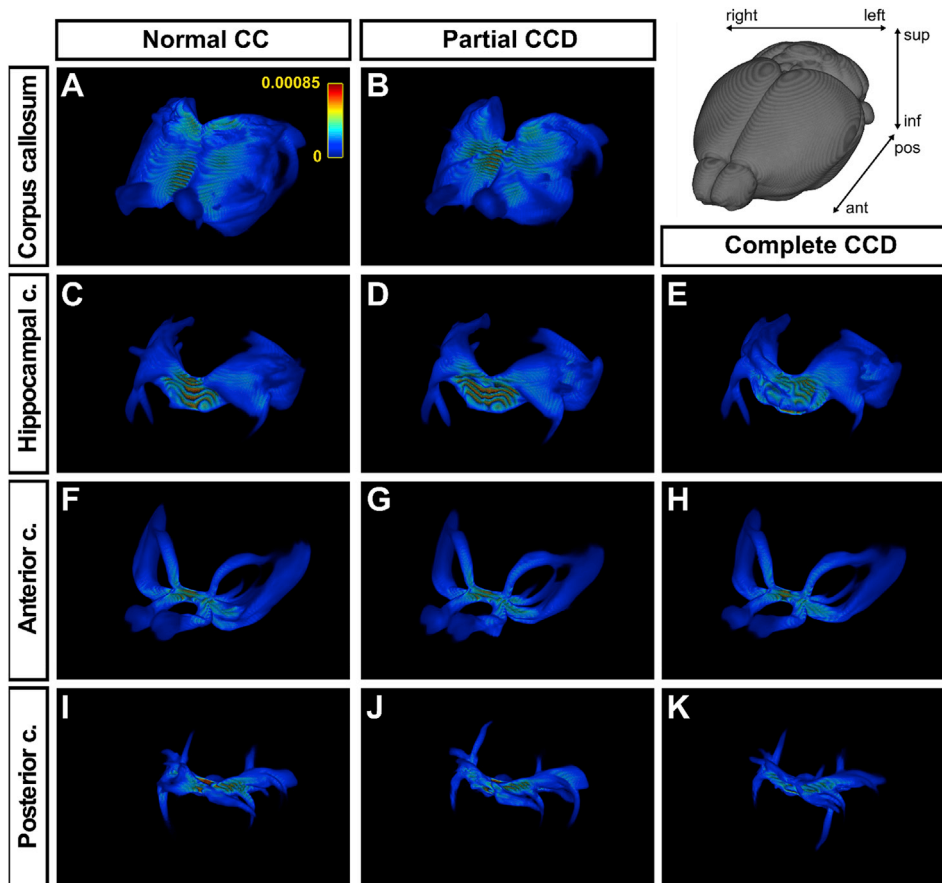 Normal CC
Partial CCD
right
left
sup
inf
pos
ant
Corpus callosum
A
0.00085
0
B
Complete CCD
Hippocampal c.
C
D
E
Anterior c.
F
G
H
Posterior c.
I
J
K